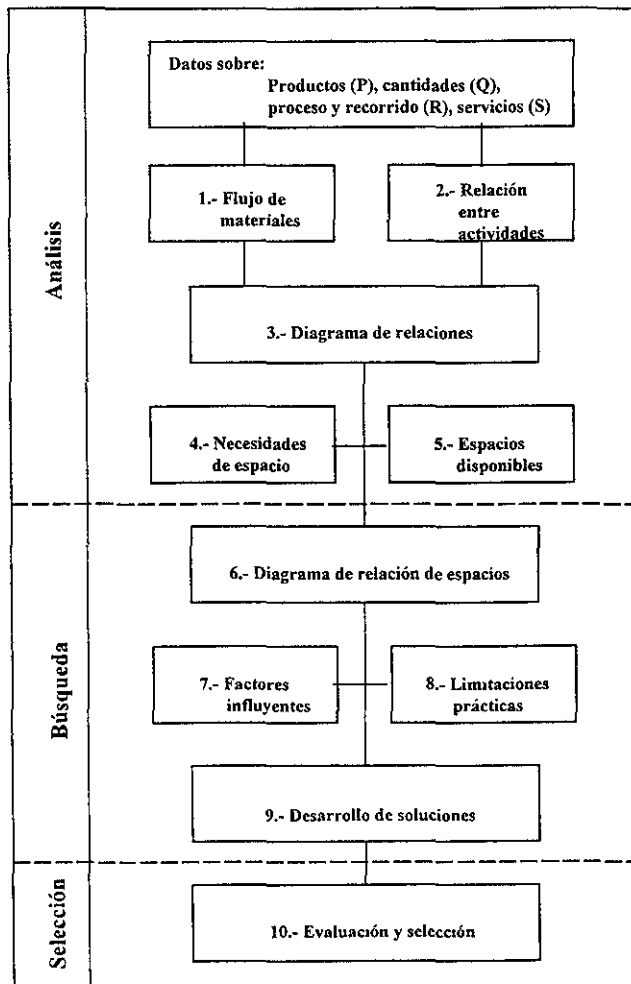 Datos sobre:
Productos (P), cantidades (Q),
proceso y recorrido (R), servicios (S)
1.- Flujo de
materiales
2.- Relación
entre
actividades
Análisis
3.- Diagrama de relaciones
4.- Necesidades
de espacio
5.- Espacios
disponibles
6.- Diagrama de relación de espacios
Búsqueda
7.- Factores
influyentes
8.- Limitaciones
prácticas
9.- Desarrollo de soluciones
Selección
10.- Evaluación y selección